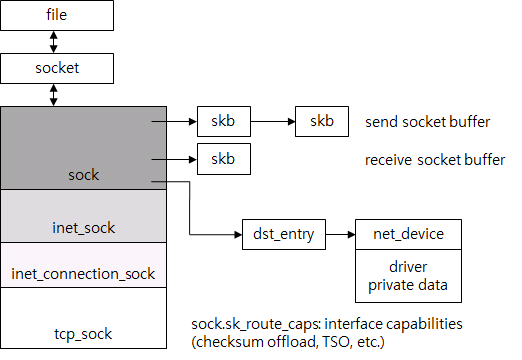 file
socket
skb
skb
send socket buffer
skb
receive socket buffer
sock
inet_sock
dst_entry
net_device
inet_connection_sock
driver
private data
tcp_sock
sock.sk_route_caps: interface capabilities
(checksum offload, TSO, etc.)